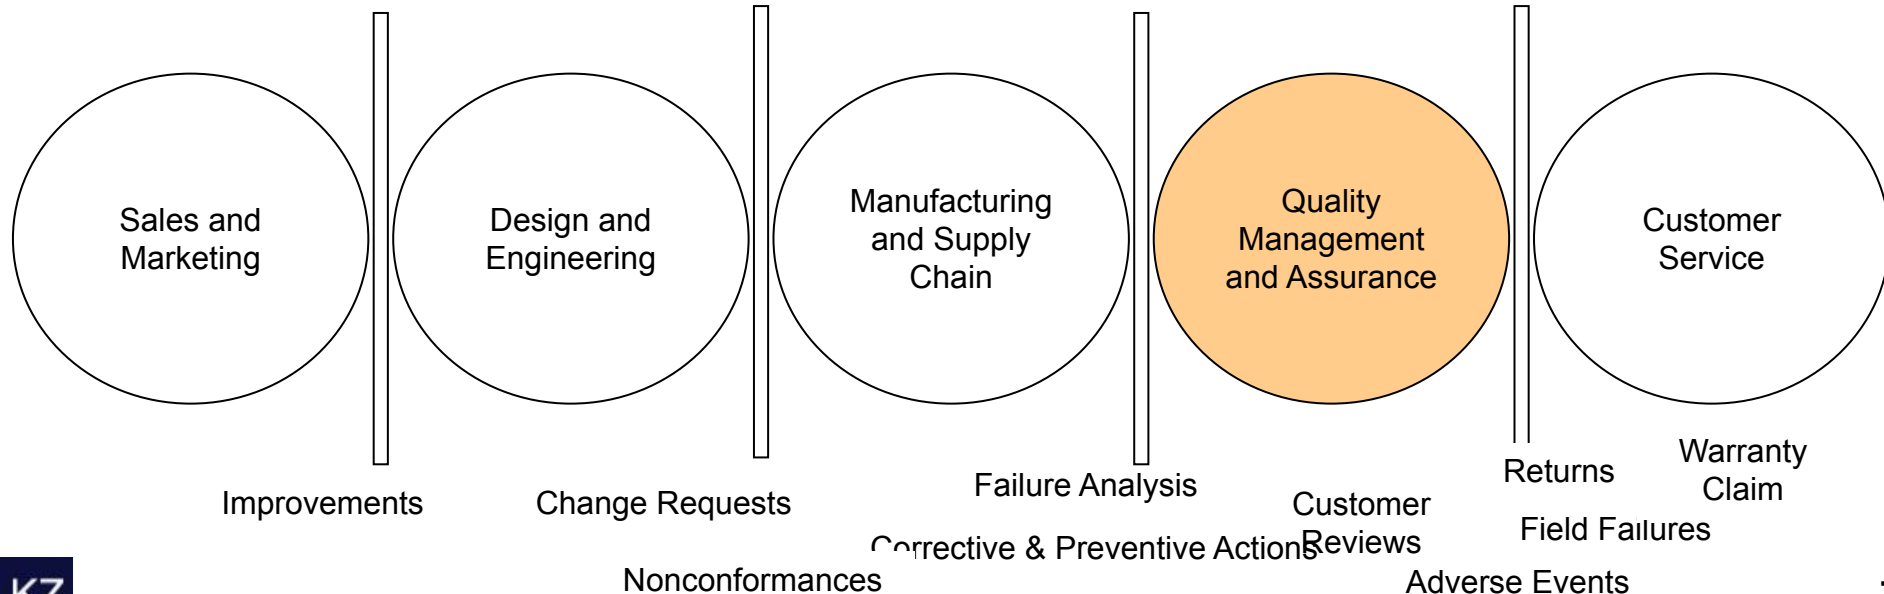 Sales and
Marketing
Design and
Engineering
Manufacturing
and Supply
Chain
Quality
Management
and Assurance
Customer
Service
Improvements
Change Requests
Nonconformances
Failure Analysis
Corrective & Preventive Actions
Customer
Reviews
Returns
Warranty
Claim
Field Failures
Adverse Events